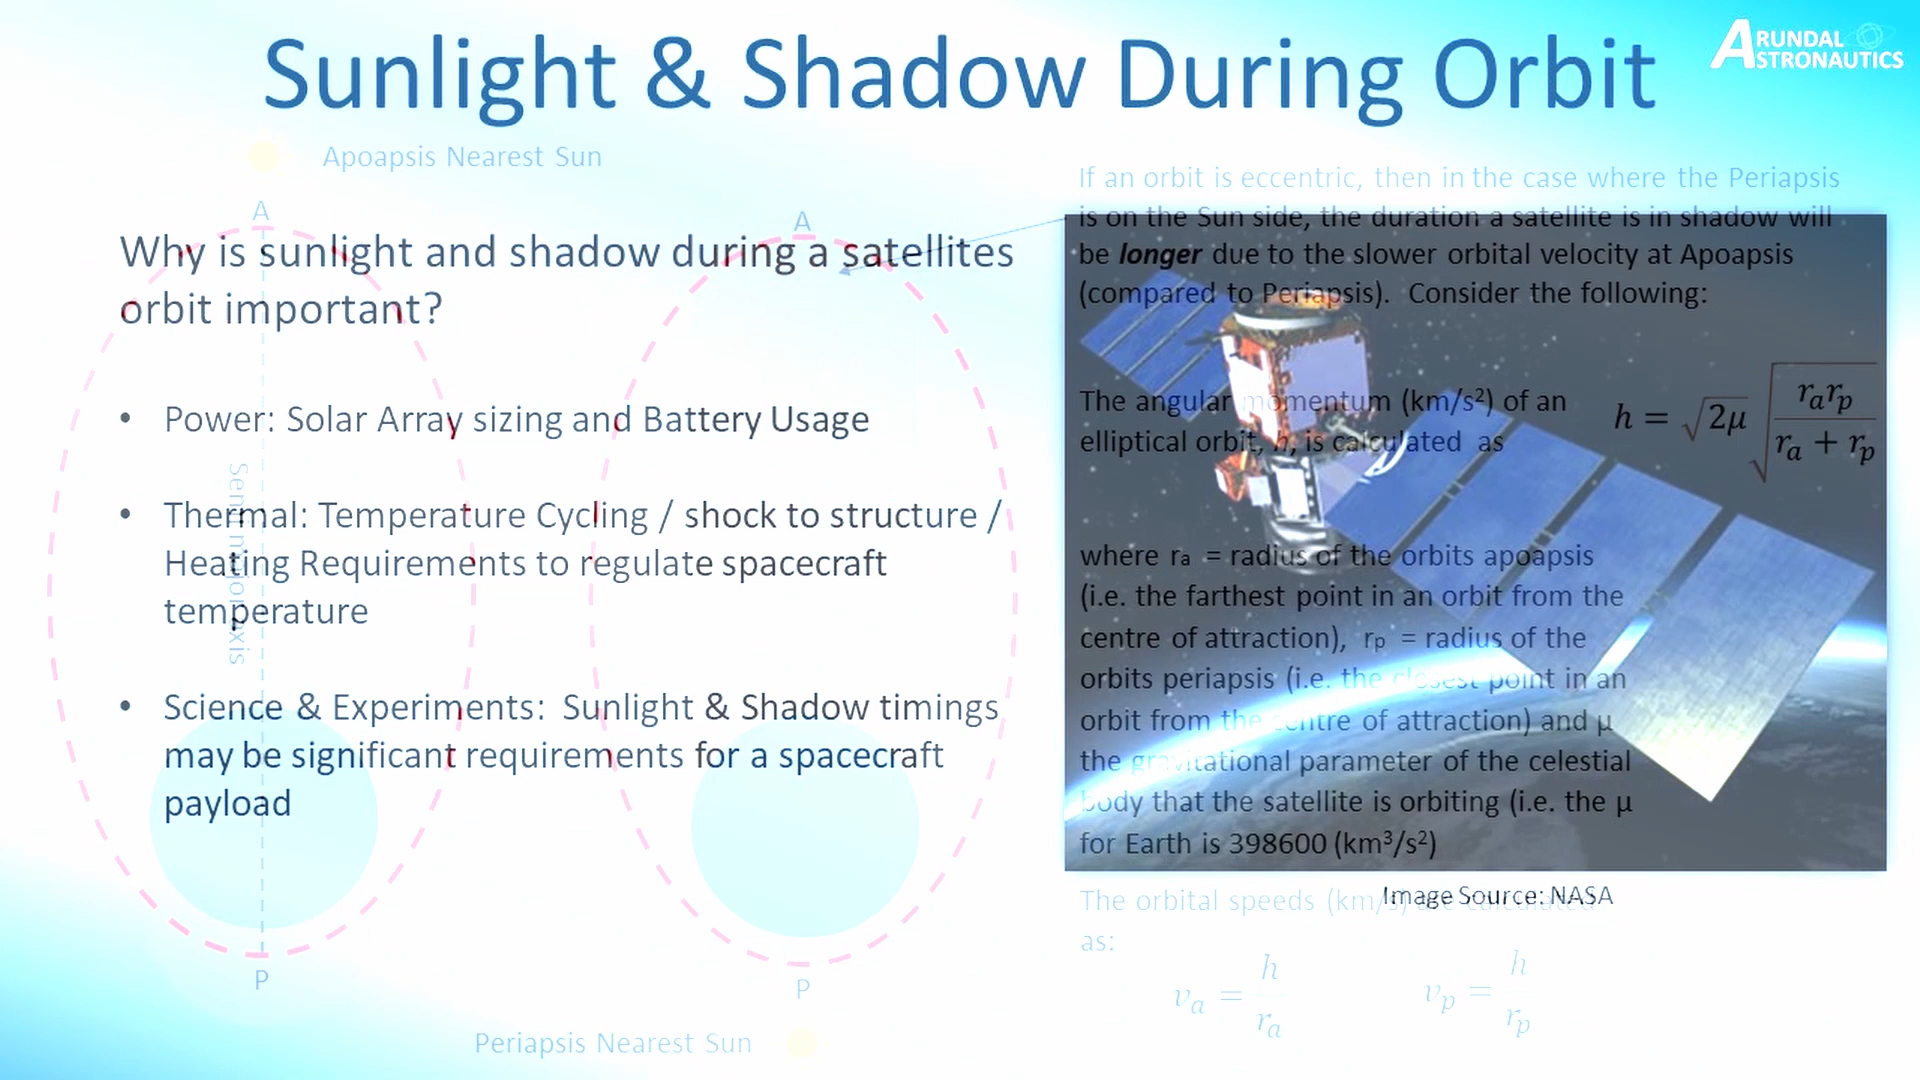 Sunlight & Shadow During Orbit
ARUNDAL
ASTRONAUTICS
Apoapsis Nearest Sun
A
A
Why is sunlight and shadow during a satellites
orbit important?
• Power: Solar Array sizing and Battery Usage
• Thermal: Temperature Cycling / shock to structure /
Heating Requirements to regulate spacecraft
temperature
• Science & Experiments: Sunlight & Shadow timings
may be significant requirements for a spacecraft
payload
P
P
Periapsis Nearest Sun
If an orbit is eccentric, then in the case where the Periapsis
is on the Sun side, the duration a satellite is in shadow will
be longer due to the slower orbital velocity at Apoapsis
(compared to Periapsis). Consider the following:
The angular momentum (km/s²) of an
elliptical orbit, h, is calculated as
h = √2μ √(rₐrₚ / (rₐ + rₚ))
where rₐ = radius of the orbits apoapsis
(i.e. the farthest point in an orbit from the
centre of attraction), rₚ = radius of the
orbits periapsis (i.e. the closest point in an
orbit from the centre of attraction) and μ
the gravitational parameter of the celestial
body that the satellite is orbiting (i.e. the μ
for Earth is 398600 (km³/s²)
Image Source: NASA
The orbital speeds (km/s) are calculated
as:
vₐ = h / rₐ
vₚ = h / rₚ